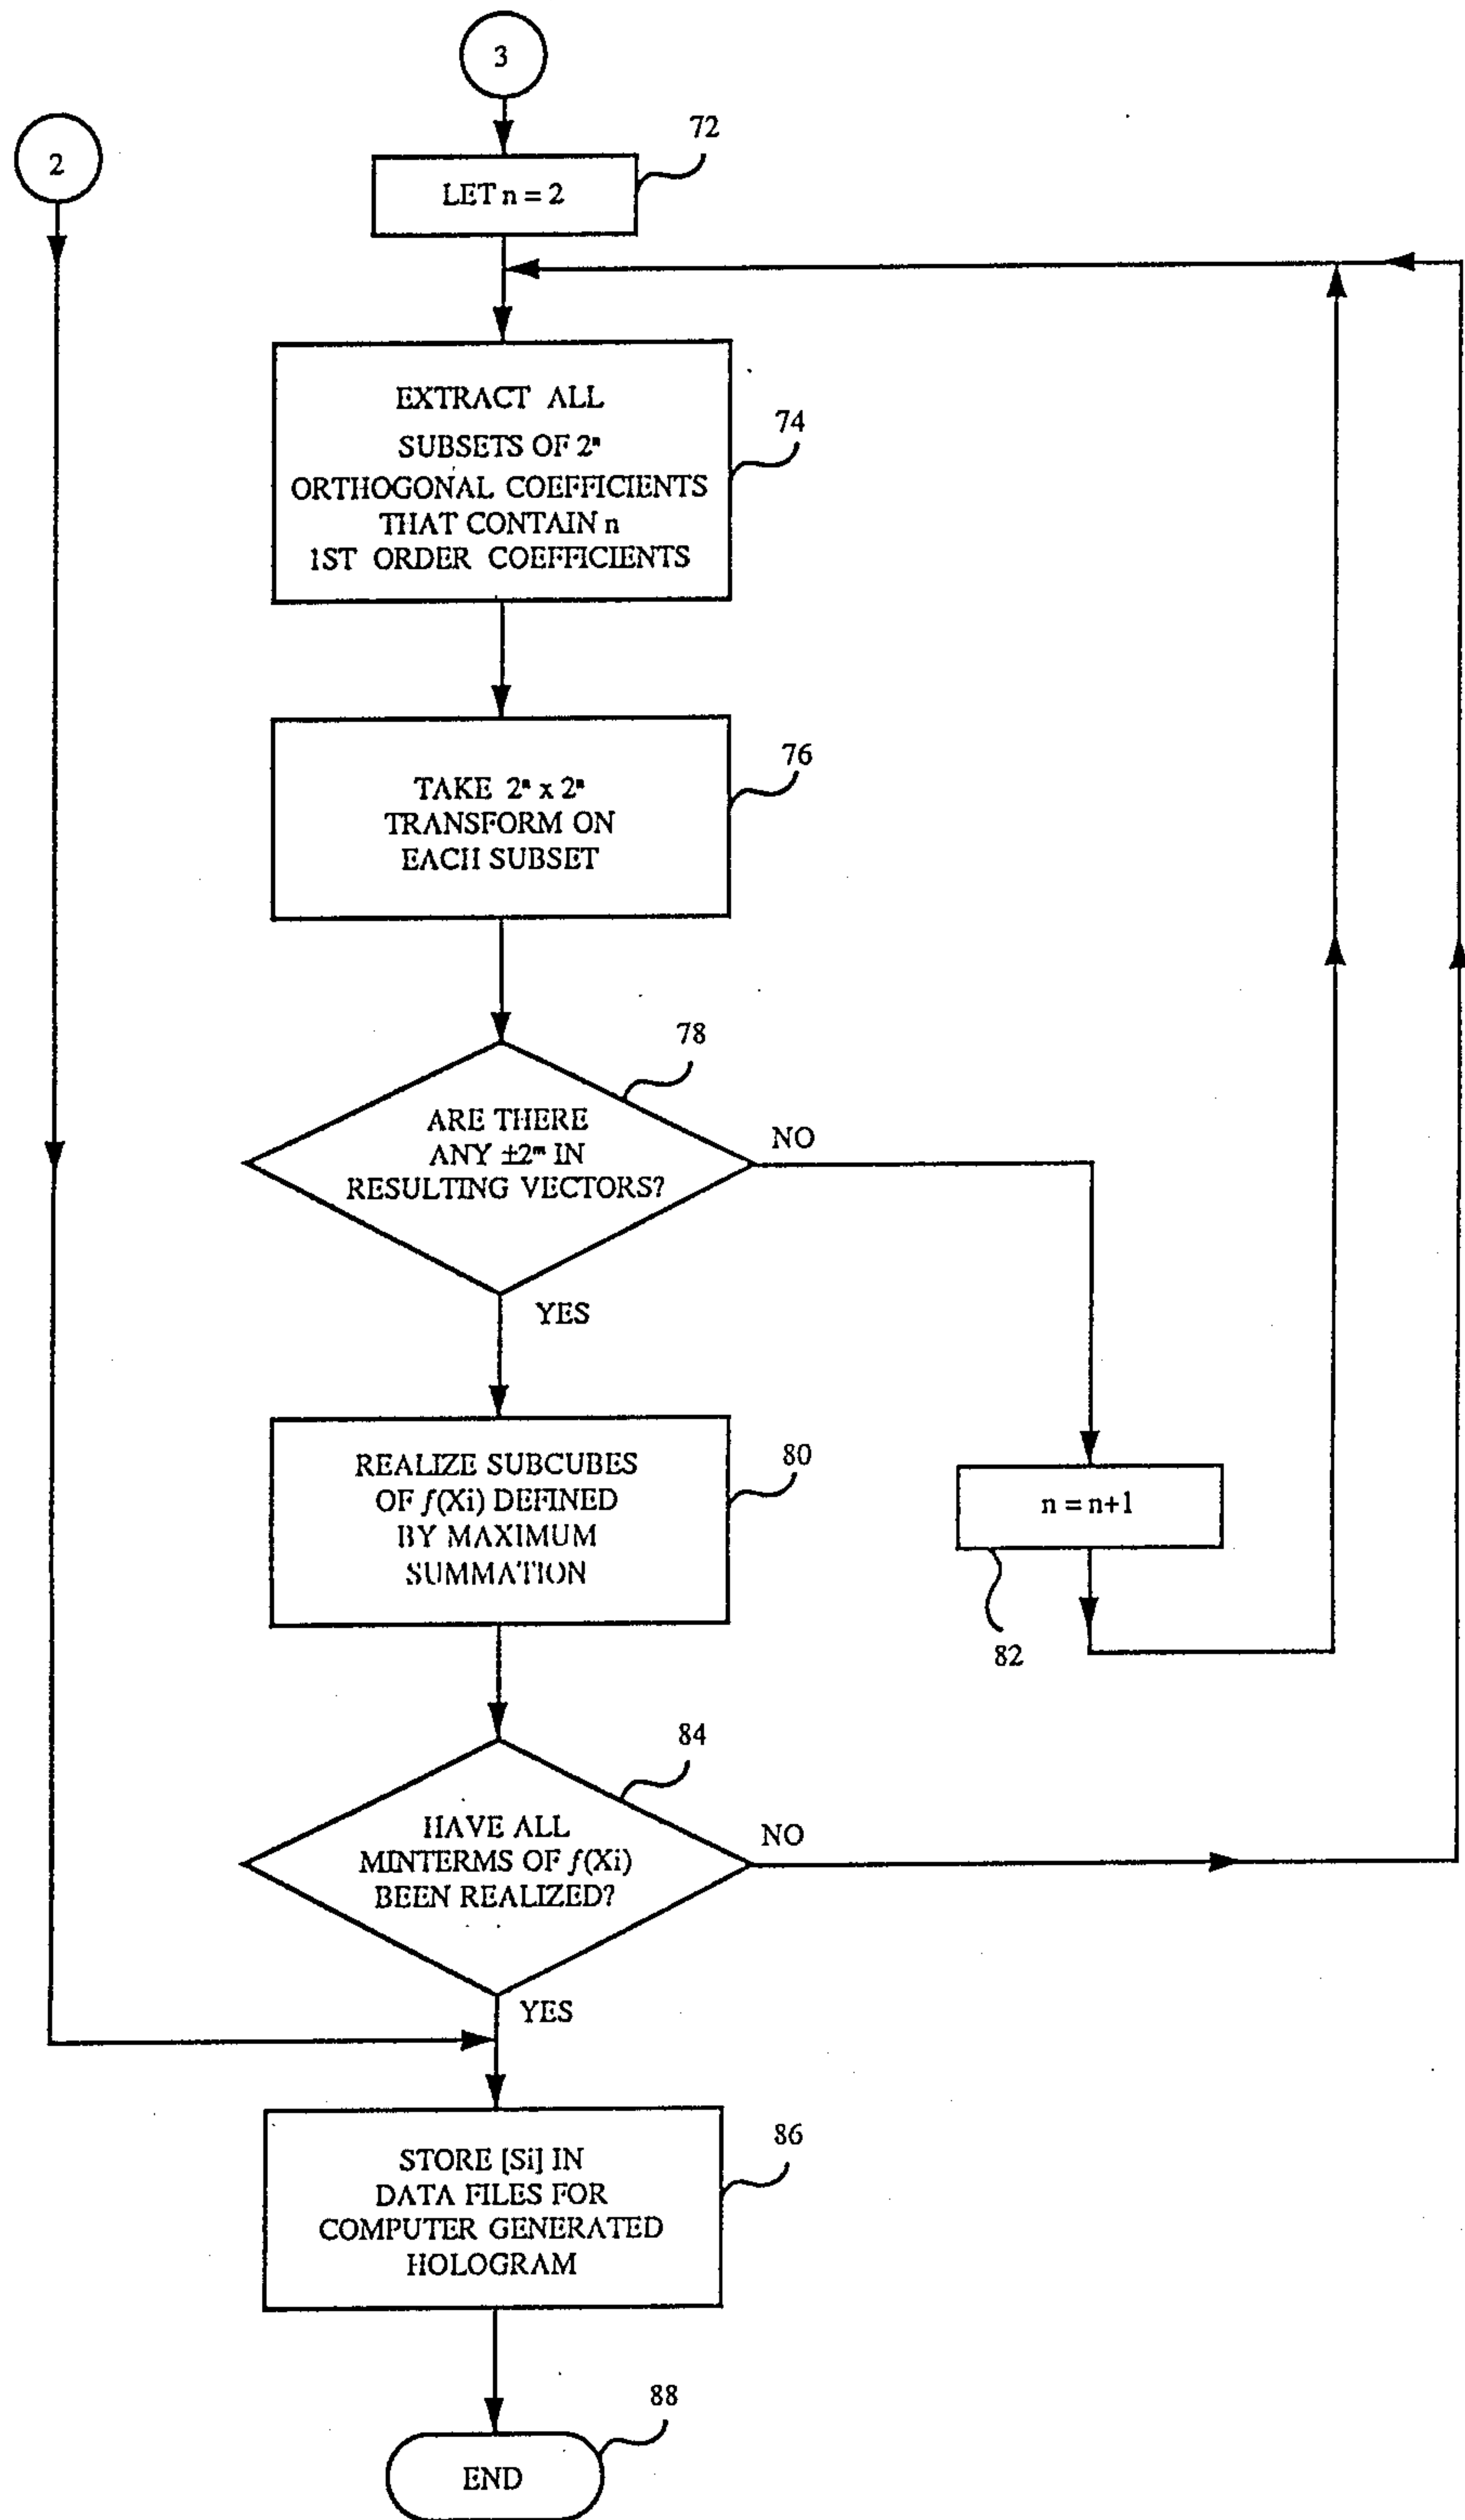 3
2
72
LET n = 2
EXTRACT ALL
SUBSETS OF 2ⁿ
ORTHOGONAL COEFFICIENTS
THAT CONTAIN n
1ST ORDER COEFFICIENTS
74
TAKE 2ⁿ x 2ⁿ
TRANSFORM ON
EACH SUBSET
76
78
ARE THERE
ANY ±2ᵐ IN
RESULTING VECTORS?
NO
YES
REALIZE SUBCUBES
OF f(Xi) DEFINED
BY MAXIMUM
SUMMATION
80
n = n+1
82
84
HAVE ALL
MINTERMS OF f(Xi)
BEEN REALIZED?
NO
YES
STORE [Si] IN
DATA FILES FOR
COMPUTER GENERATED
HOLOGRAM
86
88
END